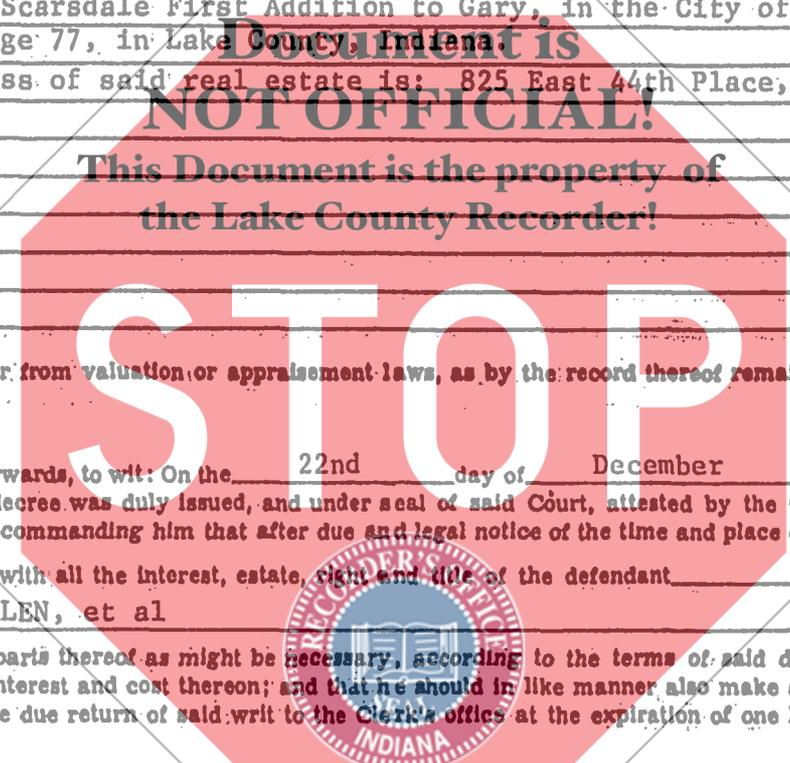 Scarsdale First Addition to Gary, in the City of
ge 77, in Lake County, Indiana.
Document is
ss of said real estate is: 825 East 44th Place,
NOT OFFICIAL!
This Document is the property of
the Lake County Recorder!
STOP
r from valuation or appraisement laws, as by the record thereof remai
wards, to wit: On the 22nd day of December
decree was duly issued, and under seal of said Court, attested by the
commanding him that after due and legal notice of the time and place
with all the interest, estate, right and title of the defendant
LEN, et al
parts thereof as might be necessary, according to the terms of said d
nterest and cost thereon; and that he should in like manner also make
e due return of said writ to the Clerk's office at the expiration of one
RECORDER'S OFFICE
SEAL
INDIANA